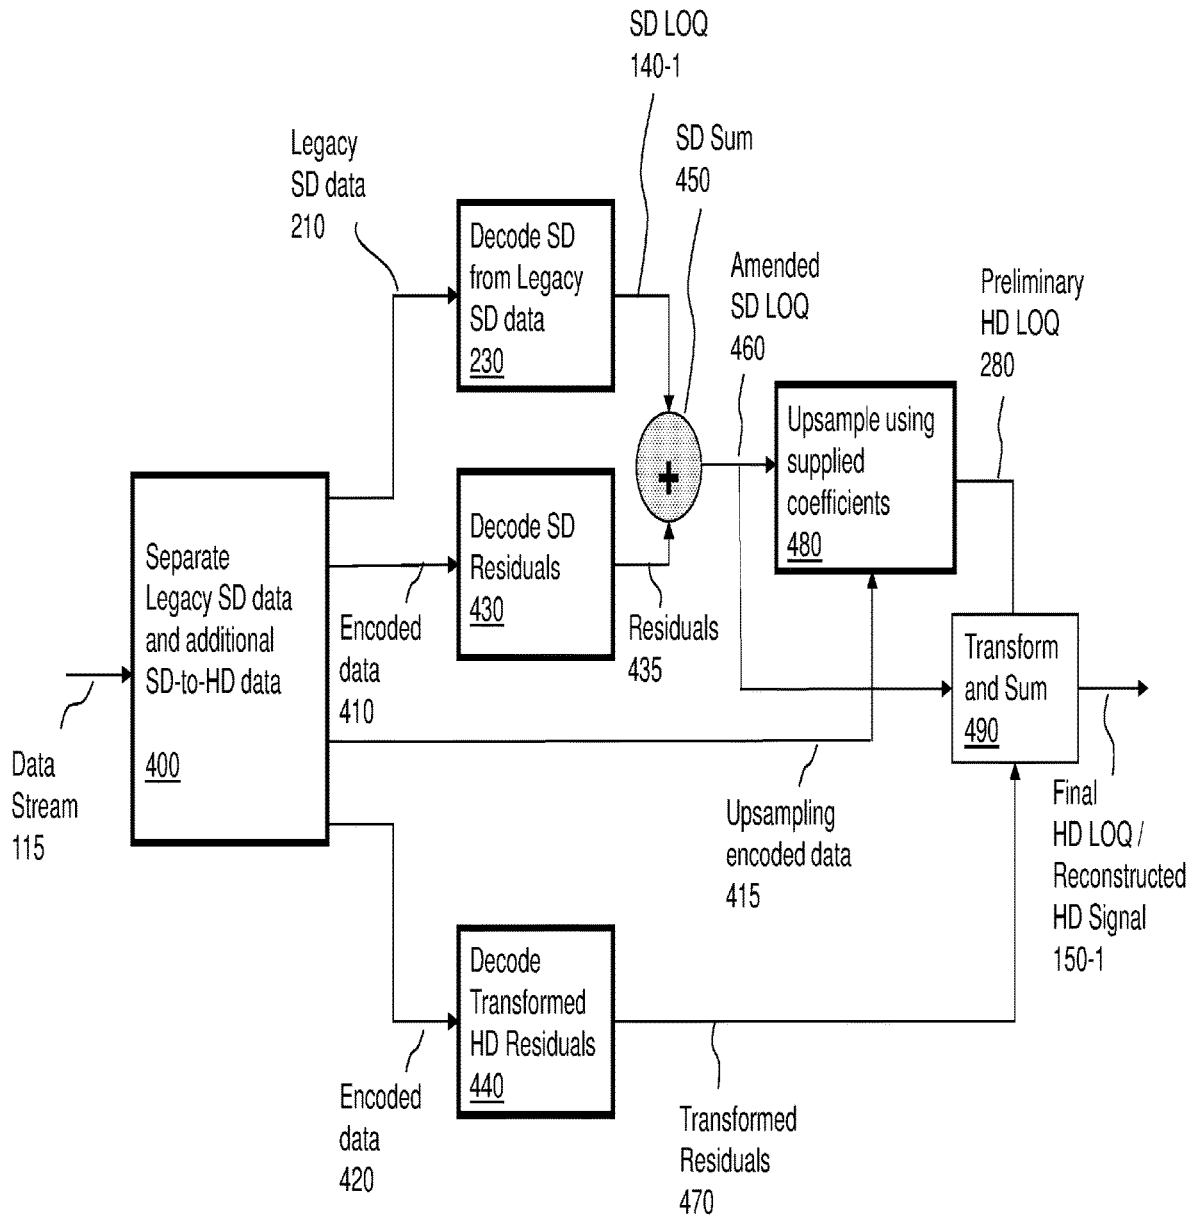 SD LOQ
140-1
SD Sum
450
Legacy
SD data
210
Decode SD
from Legacy
SD data
230
Amended
SD LOQ
460
Preliminary
HD LOQ
280
Upsample using
supplied
coefficients
480
+
Decode SD
Residuals
430
Separate
Legacy SD data
and additional
SD-to-HD data
400
Encoded
data
410
Residuals
435
Transform
and Sum
490
Data
Stream
115
Upsampling
encoded data
415
Final
HD LOQ /
Reconstructed
HD Signal
150-1
Decode
Transformed
HD Residuals
440
Encoded
data
420
Transformed
Residuals
470